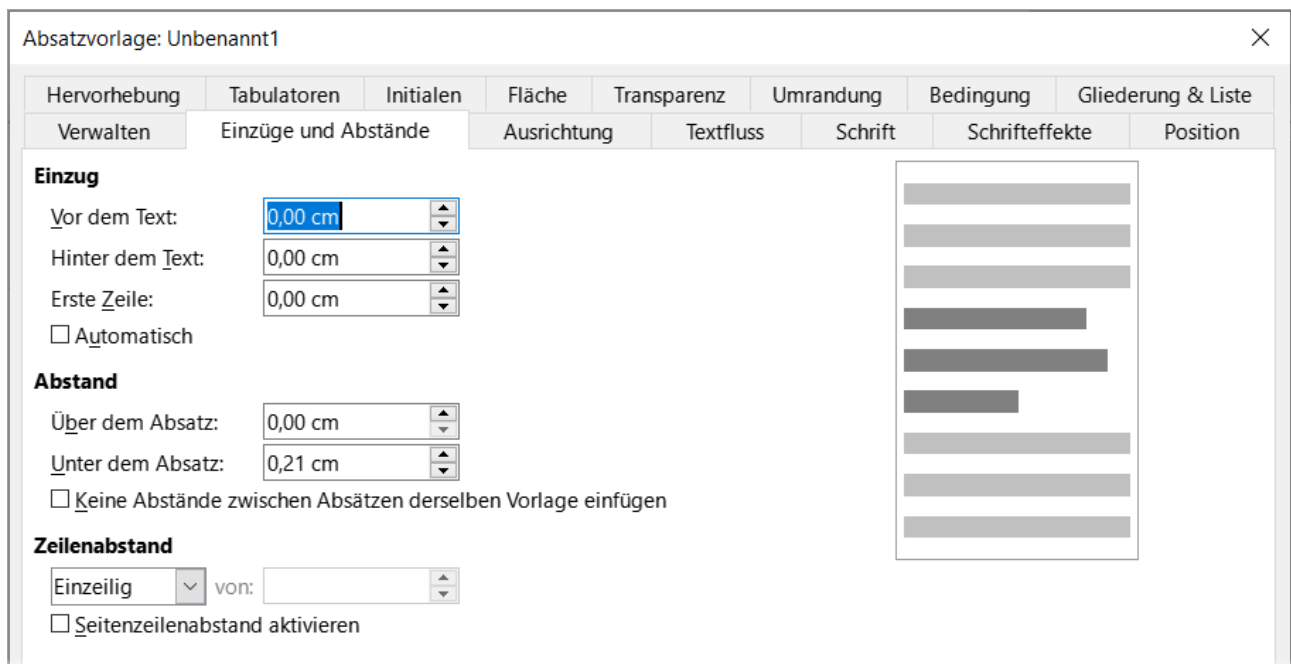 Absatzvorlage: Unbenannt1
Hervorhebung Tabulatoren Initialen Fläche Transparenz Umrandung Bedingung Gliederung & Liste
Verwalten Einzüge und Abstände Ausrichtung Textfluss Schrift Schrifteffekte Position
Einzug
Vor dem Text: 0,00 cm
Hinter dem Text: 0,00 cm
Erste Zeile: 0,00 cm
Automatisch
Abstand
Über dem Absatz: 0,00 cm
Unter dem Absatz: 0,21 cm
Keine Abstände zwischen Absätzen derselben Vorlage einfügen
Zeilenabstand
Einzeilig von:
Seitenzeilenabstand aktivieren